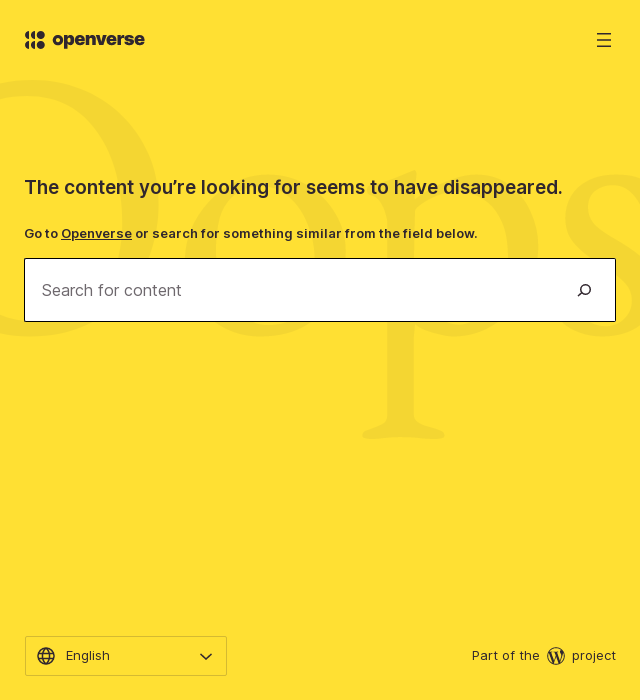 openverse
Oops
The content you’re looking for seems to have disappeared.
Go to Openverse or search for something similar from the field below.
Search for content
English
Part of the W project